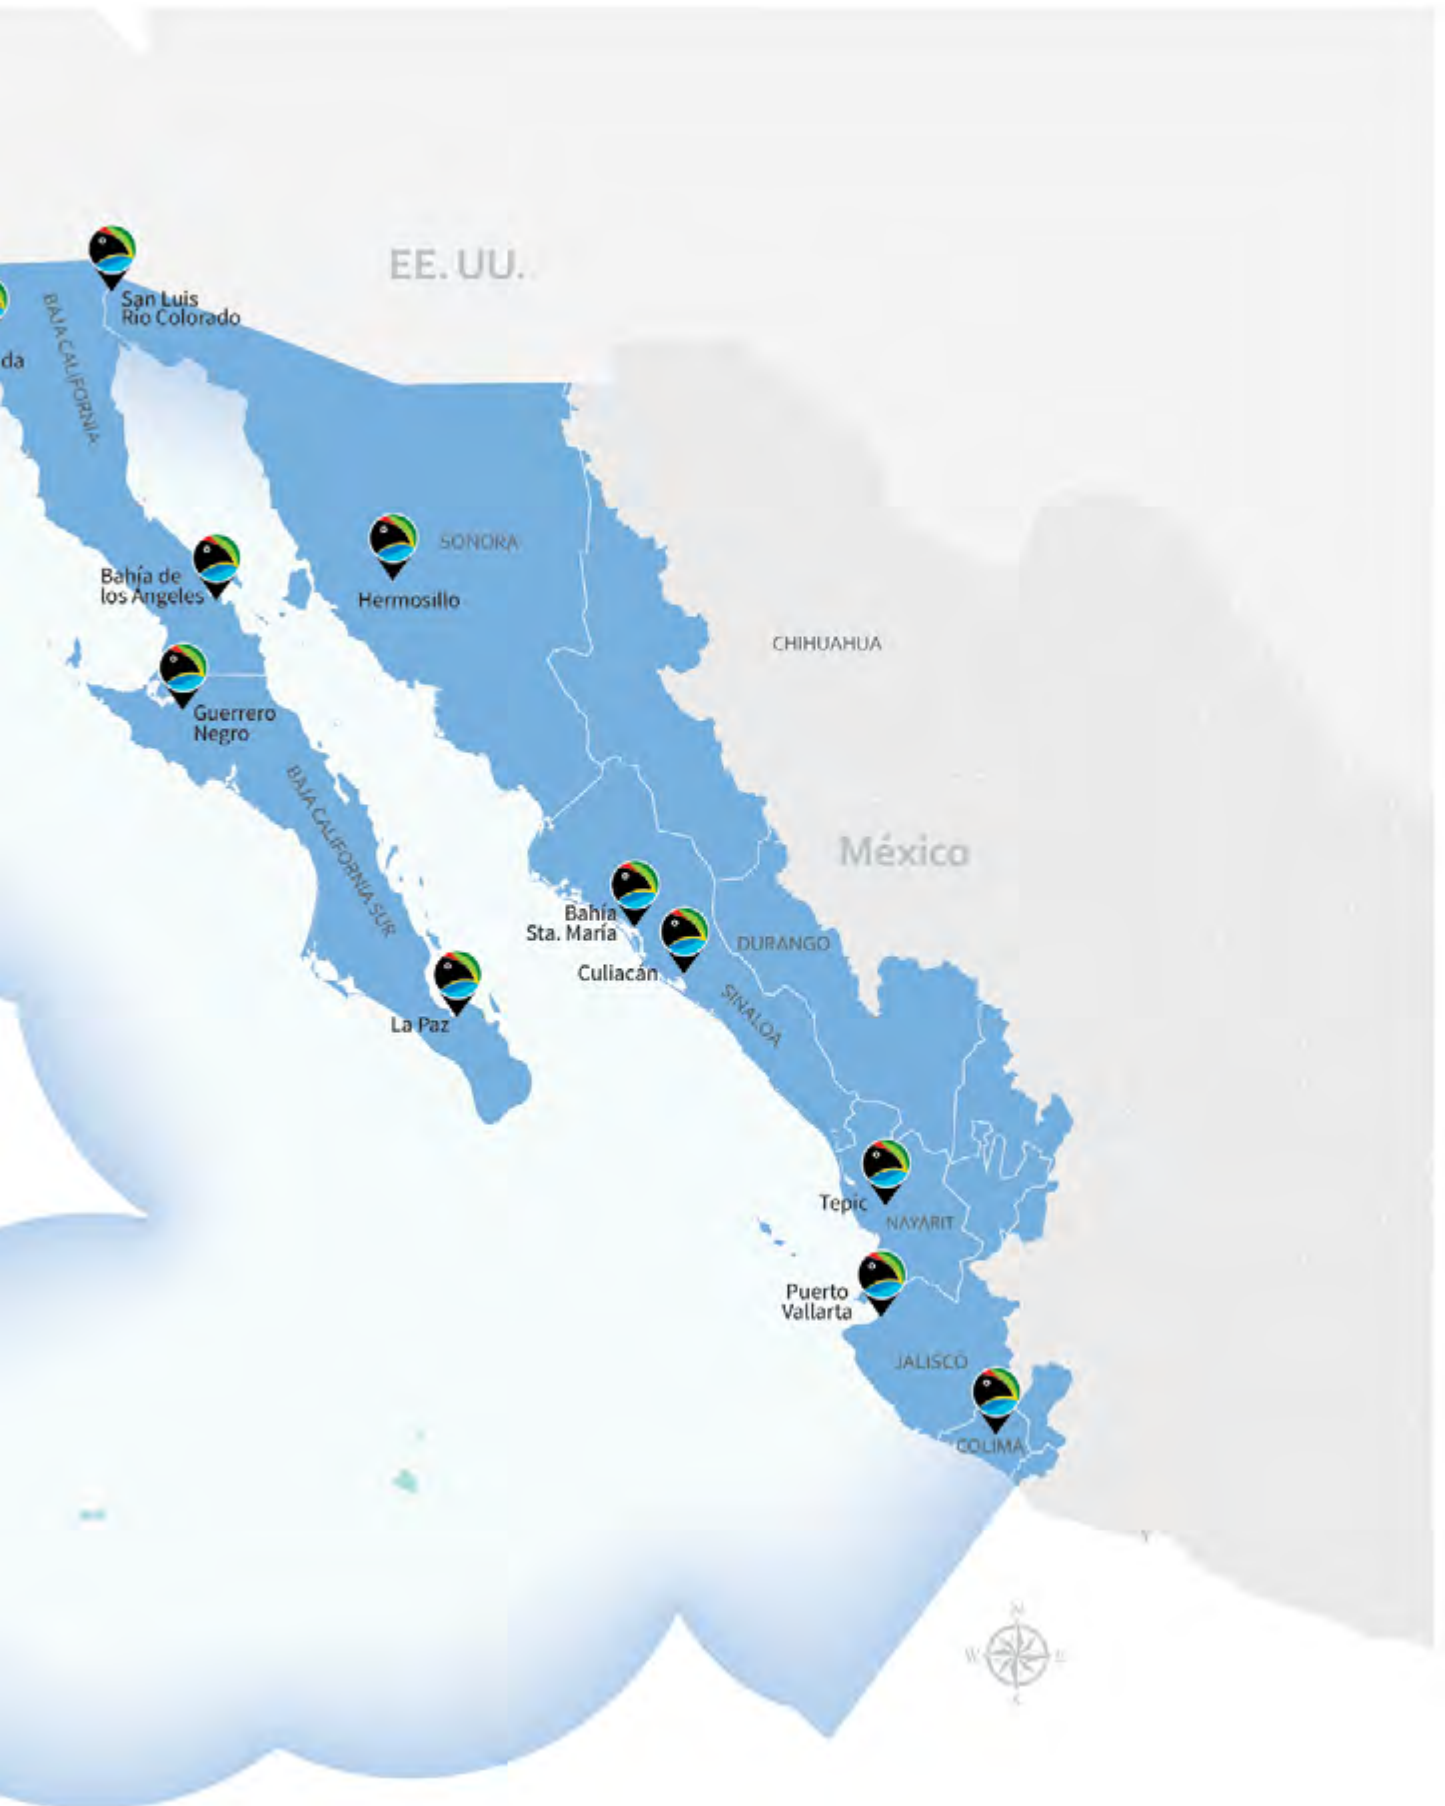 EE. UU.
San Luis
Río Colorado
BAJA CALIFORNIA
da
SONORA
Hermosillo
Bahía de
los Ángeles
CHIHUAHUA
Guerrero
Negro
BAJA CALIFORNIA SUR
México
Bahía
Sta. María
DURANGO
Culiacán
SINALOA
La Paz
Tepic
NAYARIT
Puerto
Vallarta
JALISCO
COLIMA
N
W
E